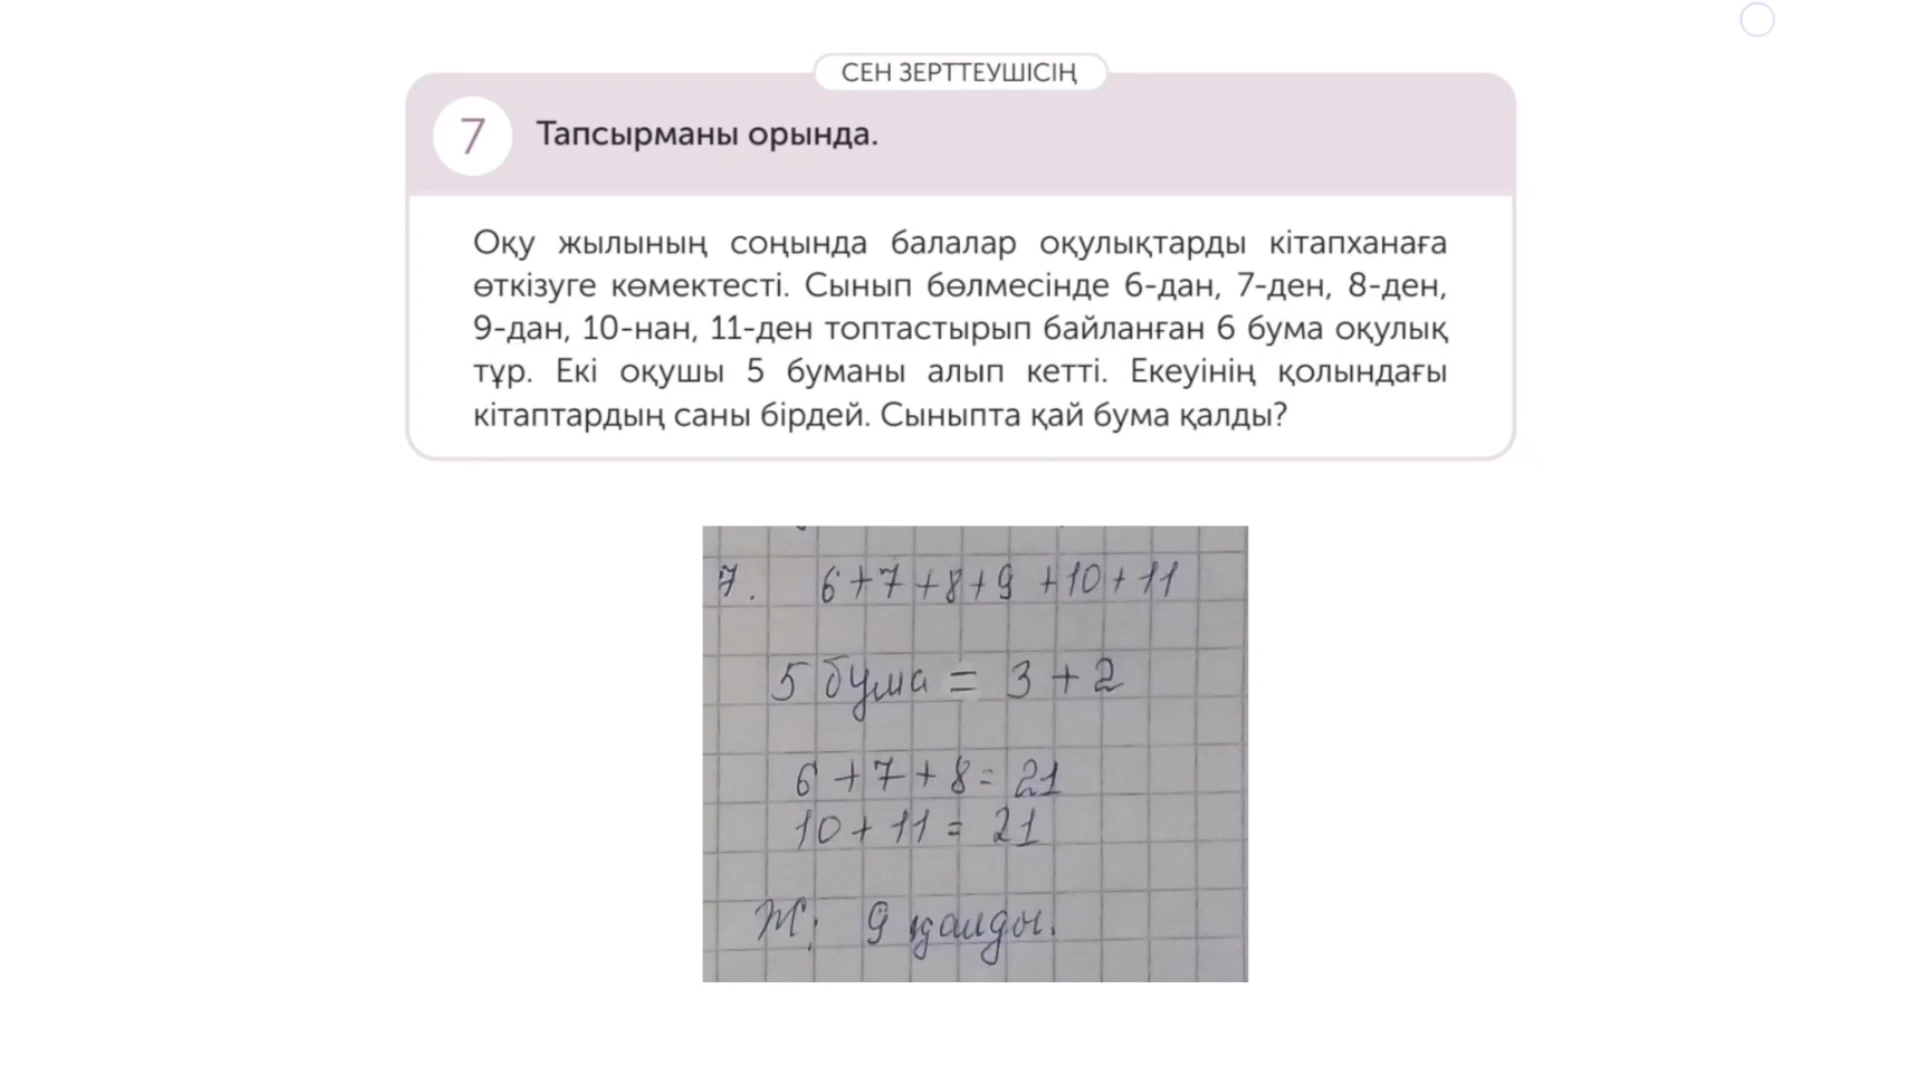 СЕН ЗЕРТТЕУШІСІҢ
7 Тапсырманы орында.
Оқу жылының соңында балалар оқулықтарды кітапханаға
өткізуге көмектесті. Сынып бөлмесінде 6-дан, 7-ден, 8-ден,
9-дан, 10-нан, 11-ден топтастырып байланған 6 бума оқулық
тұр. Екі оқушы 5 буманы алып кетті. Екеуінің қолындағы
кітаптардың саны бірдей. Сыныпта қай бума қалды?
7. 6+7+8+9+10+11
5 бума = 3 + 2
6+7+8= 21
10+11= 21
Ж: 9 қалды.